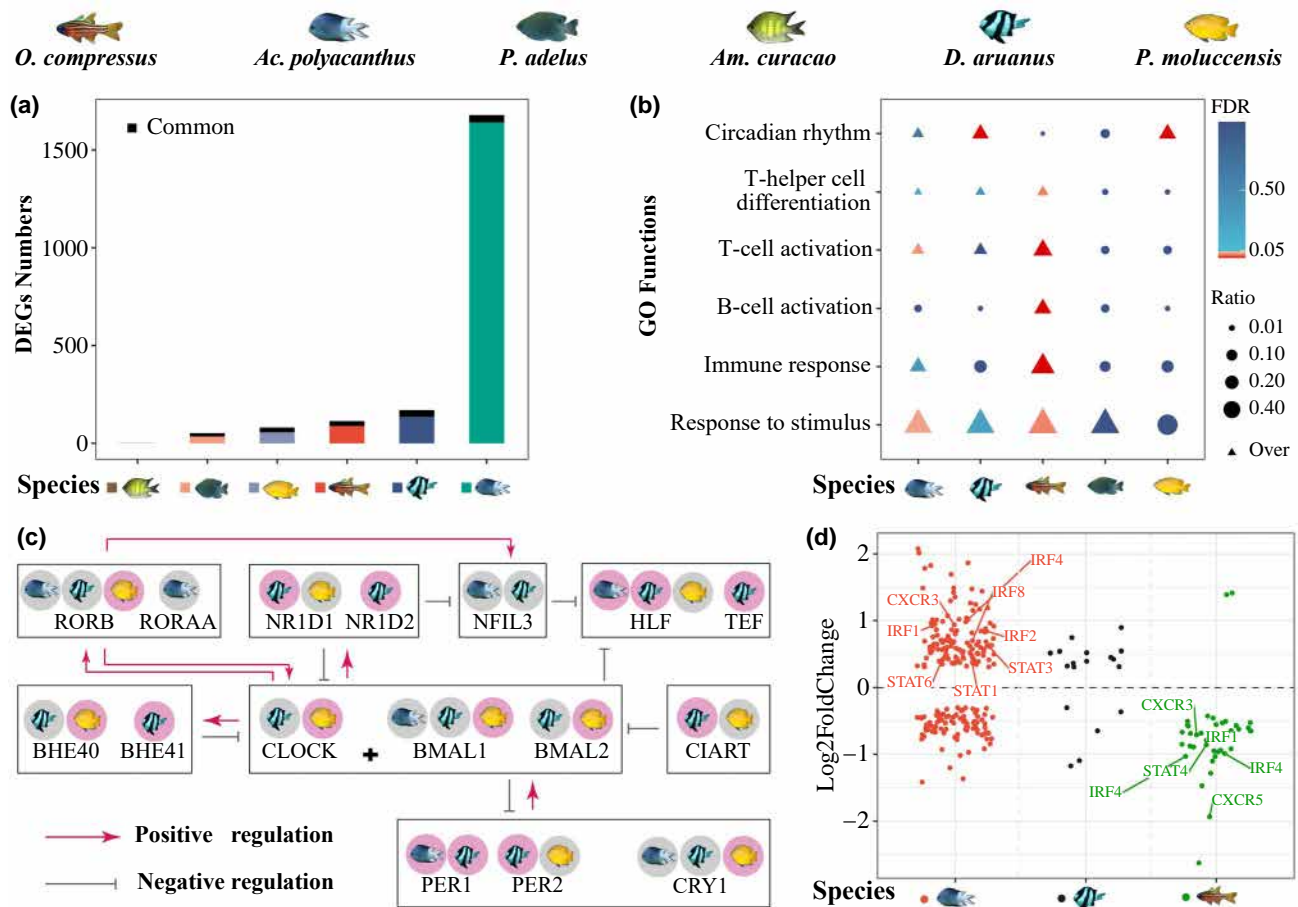 O. compressus
Ac. polyacanthus
P. adelus
Am. curacao
D. aruanus
P. moluccensis
(a)
Common
DEGs Numbers
1500
1000
500
0
Species
(b)
GO Functions
Circadian rhythm
T-helper cell
differentiation
T-cell activation
B-cell activation
Immune response
Response to stimulus
Species
FDR
0.50
0.05
Ratio
0.01
0.10
0.20
0.40
Over
(c)
RORB RORAA
NR1D1 NR1D2
NFIL3
HLF TEF
BHE40 BHE41
CLOCK + BMAL1 BMAL2
CIART
PER1 PER2 CRY1
Positive regulation
Negative regulation
(d)
Log2FoldChange
2
1
0
−1
−2
IRF4
CXCR3
IRF8
IRF1
IRF2
STAT3
STAT6
STAT1
CXCR3
IRF1
STAT4
IRF4
IRF4
CXCR5
Species